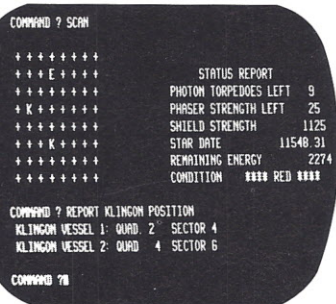 COMMAND ? SCAN
+ + + + + + + +
+ + + E + + + + STATUS REPORT
+ + + + + + + + PHOTON TORPEDOES LEFT 9
+ K + + + + + + PHASER STRENGTH LEFT 25
+ + + + + + + + SHIELD STRENGTH 1125
+ + + K + + + + STAR DATE 11548.31
+ + + + + + + + REMAINING ENERGY 2274
+ + + + + + + + CONDITION $$$$ RED $$$$
COMMAND ? REPORT KLINGON POSITION
KLINGON VESSEL 1: QUAD. 2 SECTOR 4
KLINGON VESSEL 2: QUAD 4 SECTOR 6
COMMAND ?